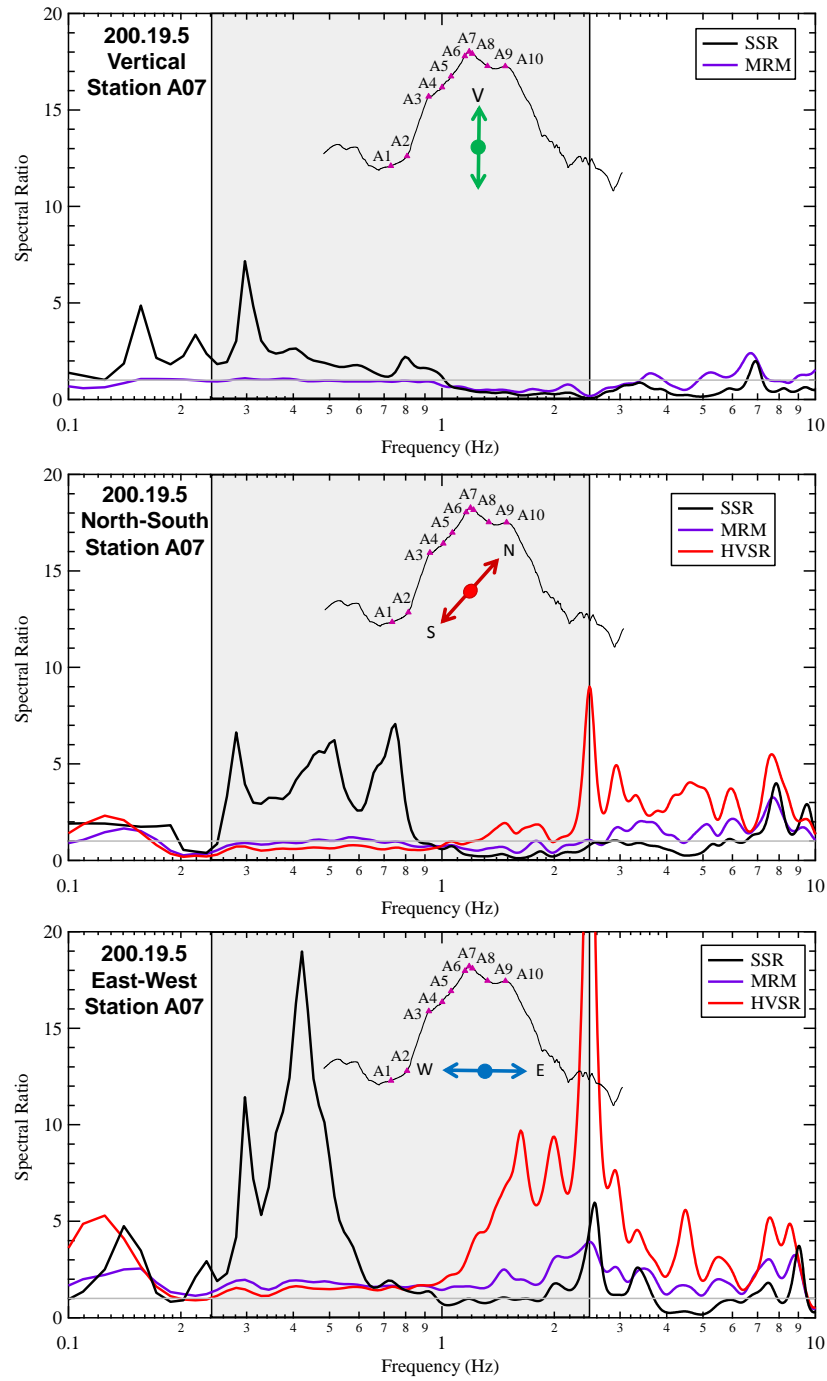 200.19.5
Vertical
Station A07
SSR
MRM
A7
A6
A8
A5
A9
A10
A4
A3
V
A2
A1
Spectral Ratio
20
15
10
5
0
0.1
2
3
4
5
6
7
8
9
1
2
3
4
5
6
7
8
9
10
Frequency (Hz)
200.19.5
North-South
Station A07
SSR
MRM
HVSR
A7
A6
A8
A5
A9
A10
A4
A3
N
A2
A1
S
Spectral Ratio
20
15
10
5
0
0.1
2
3
4
5
6
7
8
9
1
2
3
4
5
6
7
8
9
10
Frequency (Hz)
200.19.5
East-West
Station A07
SSR
MRM
HVSR
A7
A6
A8
A5
A9
A10
A4
A3
A2
A1
W
E
Spectral Ratio
20
15
10
5
0
0.1
2
3
4
5
6
7
8
9
1
2
3
4
5
6
7
8
9
10
Frequency (Hz)